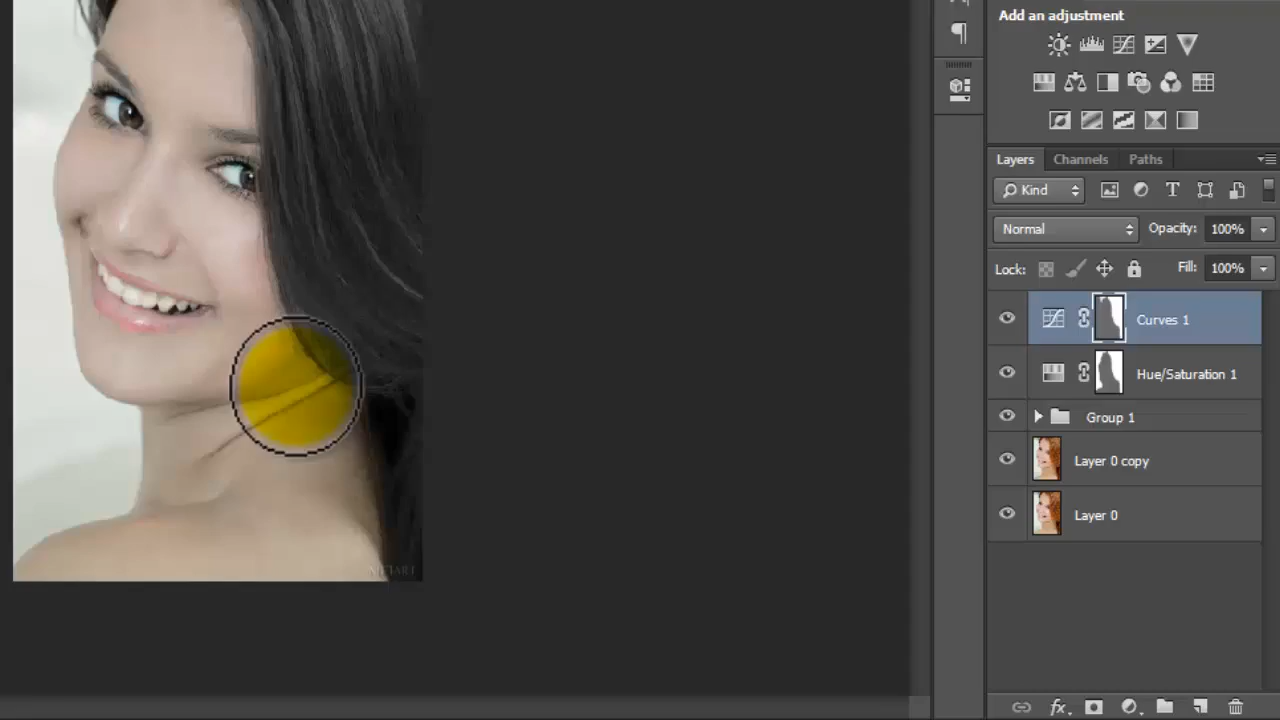 Add an adjustment
Layers Channels Paths
Kind
Normal Opacity: 100%
Lock: Fill: 100%
Curves 1
Hue/Saturation 1
Group 1
Layer 0 copy
Layer 0
fx